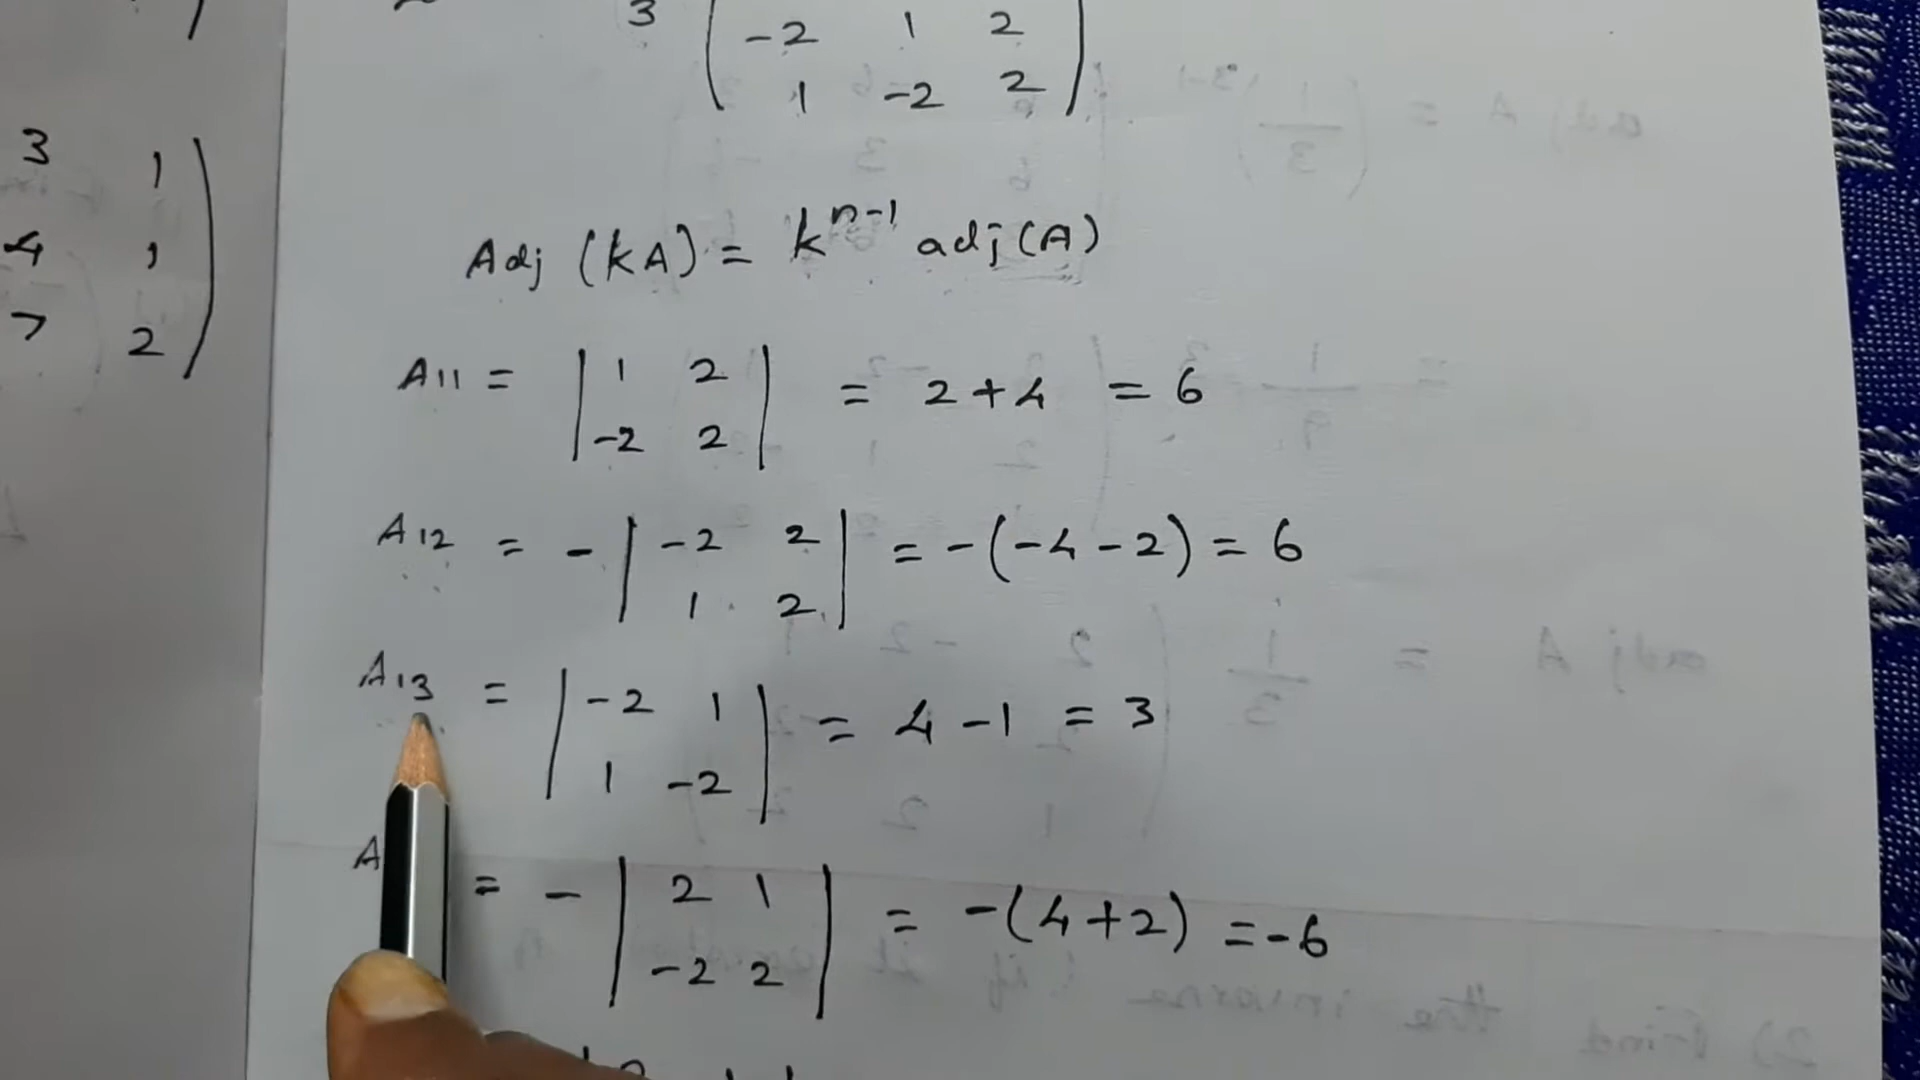 3
-2 1 2
1 -2 2
3 1
4 1
7 2
Adj (kA) = k^{n-1} adj(A)
A11 = | 1 2 | = 2 + 4 = 6
-2 2
A12 = - | -2 2 | = -(-4 - 2) = 6
1 2
A13 = | -2 1 | = 4 - 1 = 3
1 -2
A = - | 2 1 | = -(4+2) = -6
-2 2